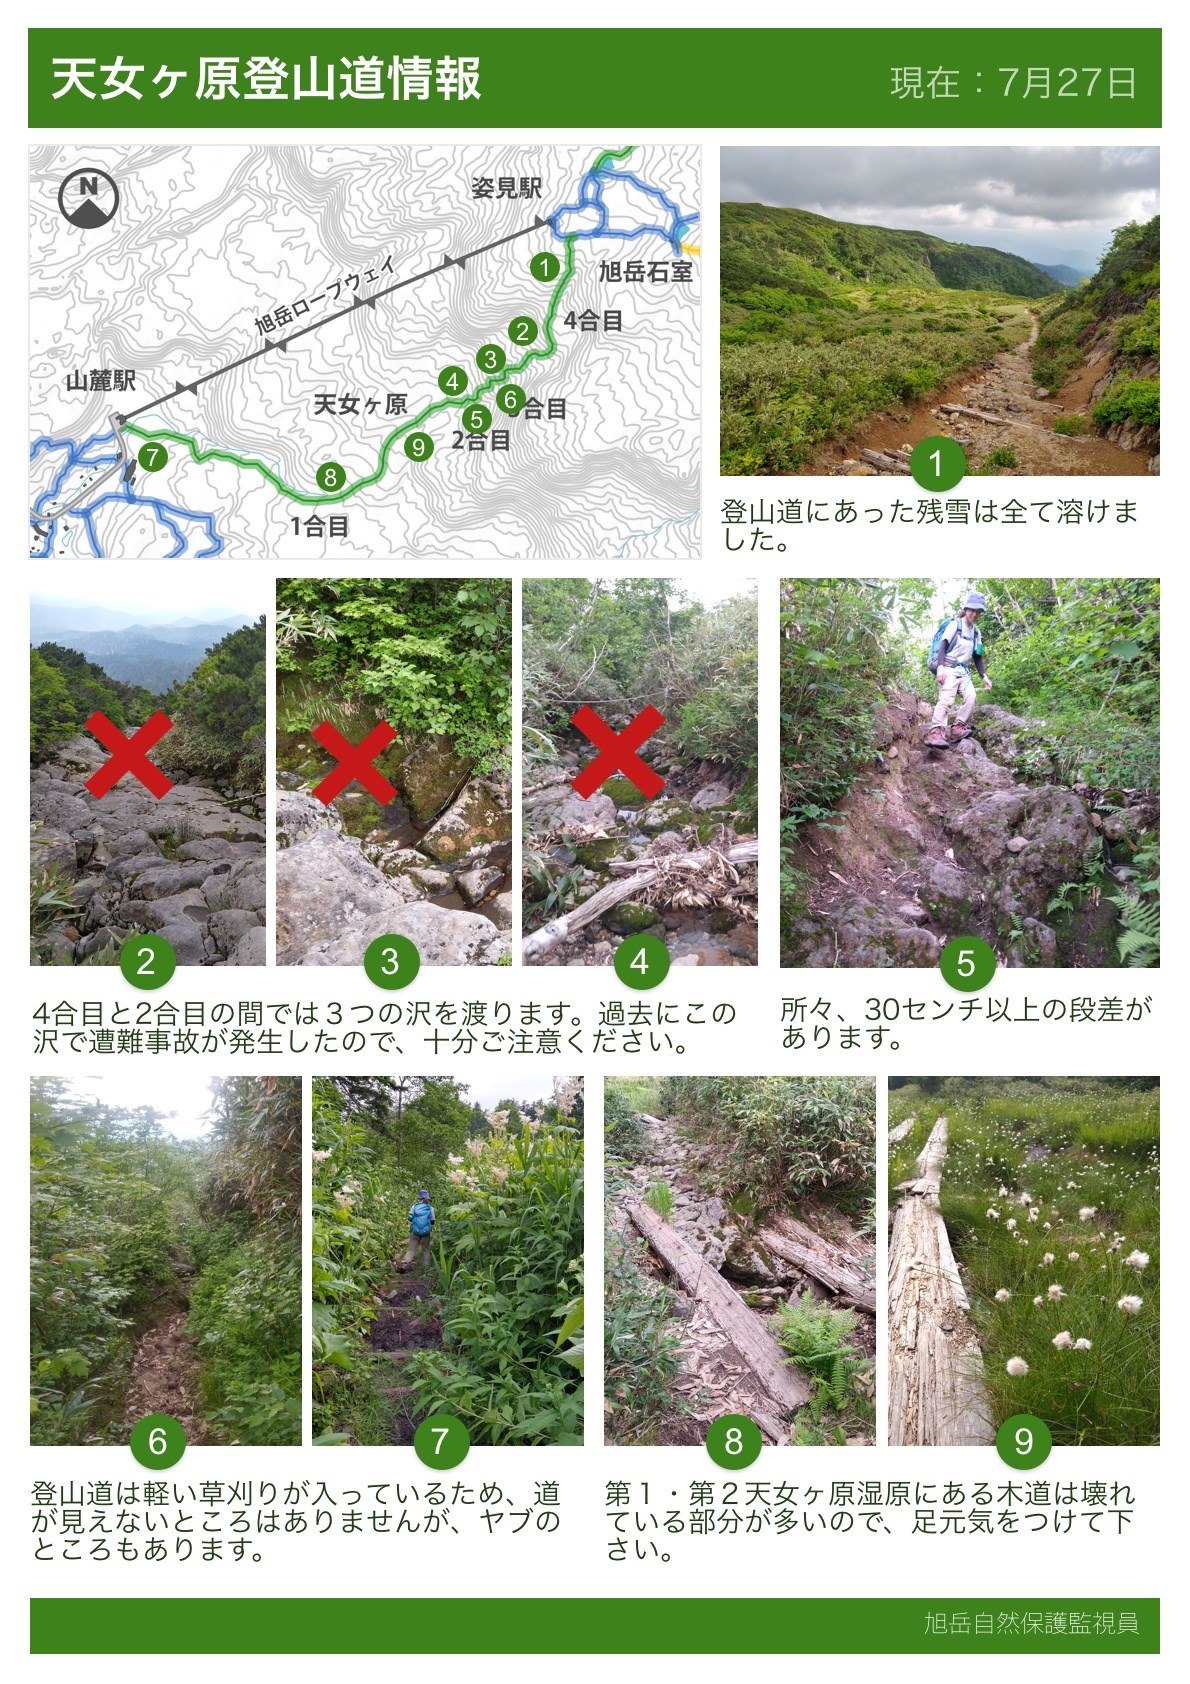 天女ヶ原登山道情報
現在：7月27日
N
姿見駅
旭岳ロープウェイ
1
旭岳石室
4合目
2
3
山麓駅
4
天女ヶ原
6
合目
5
2合目
9
7
8
1合目
1
登山道にあった残雪は全て溶けま
した。
2
3
4
5
4合目と2合目の間では３つの沢を渡ります。過去にこの
沢で遭難事故が発生したので、十分ご注意ください。
所々、30センチ以上の段差が
あります。
6
7
8
9
登山道は軽い草刈りが入っているため、道
が見えないところはありませんが、ヤブの
ところもあります。
第１・第２天女ヶ原湿原にある木道は壊れ
ている部分が多いので、足元気をつけて下
さい。
旭岳自然保護監視員